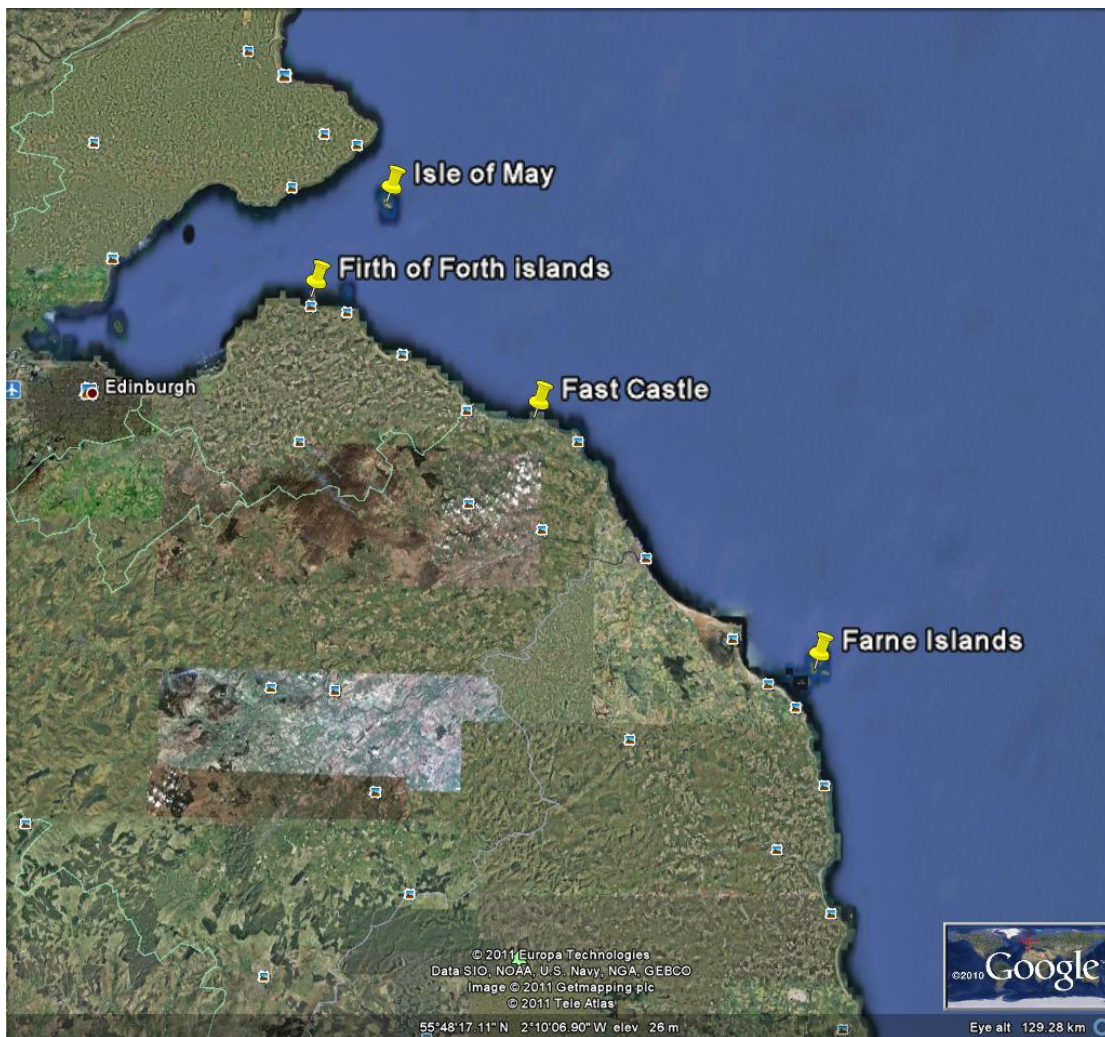 Isle of May
Firth of Forth islands
Edinburgh
Fast Castle
Farne Islands
© 2011 Europa Technologies
Data SIO, NOAA, U.S. Navy, NGA, GEBCO
Image © 2011 Getmapping plc
© 2011 Tele Atlas
©2010 Google™
55°48'17.11" N 2°10'06.90" W elev 26 m
Eye alt 129.28 km